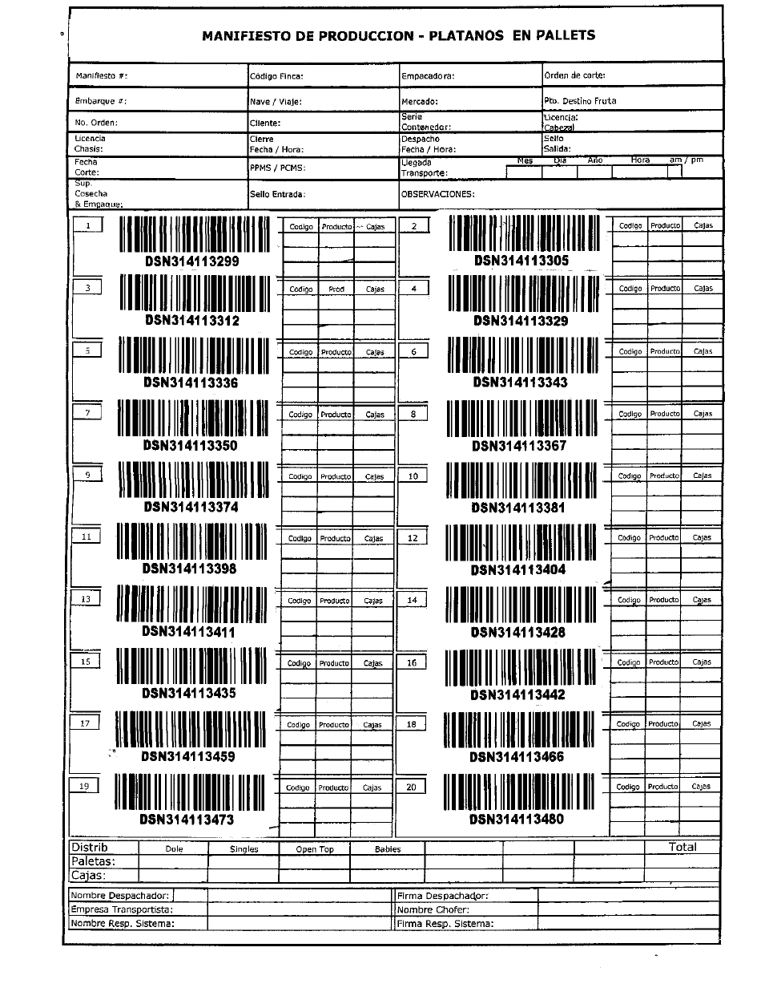 MANIFIESTO DE PRODUCCION - PLATANOS EN PALLETS
Manifiesto #: Código Finca: Empacadora: Orden de corte:
Embarque #: Nave / Viaje: Mercado: Pto. Destino Fruta
No. Orden: Cliente: Serie Contenedor: Licencia: Cabezal
Licencia Chasis: Cierre Fecha / Hora: Despacho Fecha / Hora: Sello Salida:
Fecha Corte: PPMS / PCMS: Llegada Transporte: Mes Dia Año Hora am / pm
Sup. Cosecha & Empaque: Sello Entrada: OBSERVACIONES:
1 Codigo Producto Cajas 2 Codigo Producto Cajas
DSN314113299 DSN314113305
3 Codigo Prod Cajas 4 Codigo Producto Cajas
DSN314113312 DSN314113329
5 Codigo Producto Cajas 6 Codigo Producto Cajas
DSN314113336 DSN314113343
7 Codigo Producto Cajas 8 Codigo Producto Cajas
DSN314113350 DSN314113367
9 Codigo Producto Cajas 10 Codigo Producto Cajas
DSN314113374 DSN314113381
11 Codigo Producto Cajas 12 Codigo Producto Cajas
DSN314113398 DSN314113404
13 Codigo Producto Cajas 14 Codigo Producto Cajas
DSN314113411 DSN314113428
15 Codigo Producto Cajas 16 Codigo Producto Cajas
DSN314113435 DSN314113442
17 Codigo Producto Cajas 18 Codigo Producto Cajas
DSN314113459 DSN314113466
19 Codigo Producto Cajas 20 Codigo Producto Cajas
DSN314113473 DSN314113480
Distrib Dole Singles Open Top Babies Total
Paletas:
Cajas:
Nombre Despachador: Firma Despachador:
Empresa Transportista: Nombre Chofer:
Nombre Resp. Sistema: Firma Resp. Sistema: